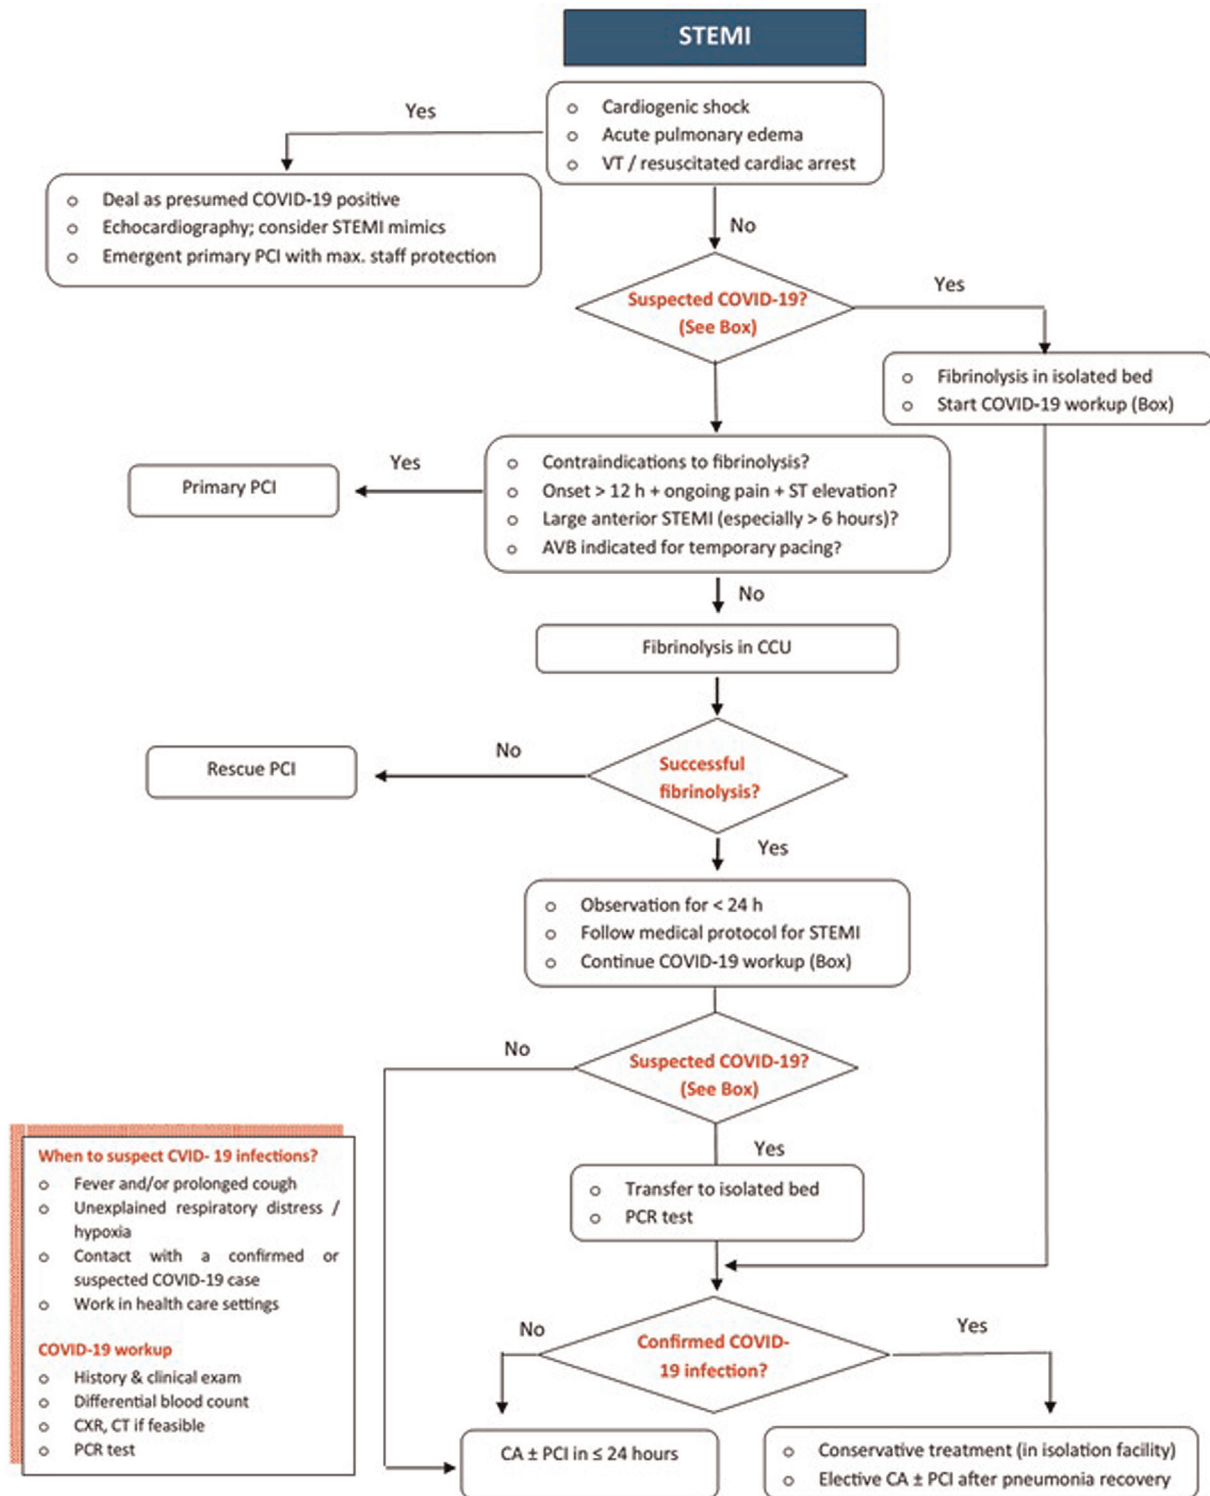 STEMI
Yes
○ Cardiogenic shock
○ Acute pulmonary edema
○ VT / resuscitated cardiac arrest
○ Deal as presumed COVID-19 positive
○ Echocardiography; consider STEMI mimics
○ Emergent primary PCI with max. staff protection
No
Suspected COVID-19?
(See Box)
Yes
○ Fibrinolysis in isolated bed
○ Start COVID-19 workup (Box)
○ Contraindications to fibrinolysis?
○ Onset > 12 h + ongoing pain + ST elevation?
○ Large anterior STEMI (especially > 6 hours)?
○ AVB indicated for temporary pacing?
Yes
Primary PCI
No
Fibrinolysis in CCU
Successful
fibrinolysis?
No
Rescue PCI
Yes
○ Observation for < 24 h
○ Follow medical protocol for STEMI
○ Continue COVID-19 workup (Box)
No
Suspected COVID-19?
(See Box)
Yes
○ Transfer to isolated bed
○ PCR test
No
Confirmed COVID-
19 infection?
Yes
CA ± PCI in ≤ 24 hours
○ Conservative treatment (in isolation facility)
○ Elective CA ± PCI after pneumonia recovery
When to suspect CVID- 19 infections?
○ Fever and/or prolonged cough
○ Unexplained respiratory distress /
hypoxia
○ Contact with a confirmed or
suspected COVID-19 case
○ Work in health care settings
COVID-19 workup
○ History & clinical exam
○ Differential blood count
○ CXR, CT if feasible
○ PCR test